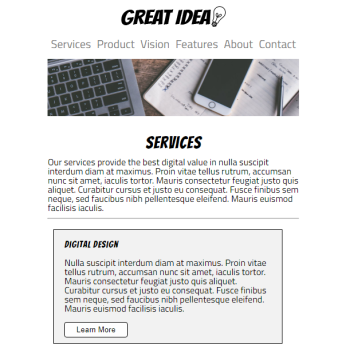 GREAT IDEA
Services Product Vision Features About Contact
SERVICES
Our services provide the best digital value in nulla suscipit
interdum diam at maximus. Proin vitae tellus rutrum, accumsan
nunc sit amet, iaculis tortor. Mauris consectetur feugiat justo quis
aliquet. Curabitur cursus et justo eu consequat. Fusce finibus sem
neque, sed faucibus nibh pellentesque eleifend. Mauris euismod
facilisis iaculis.
DIGITAL DESIGN
Nulla suscipit interdum diam at maximus. Proin vitae
tellus rutrum, accumsan nunc sit amet, iaculis tortor.
Mauris consectetur feugiat justo quis aliquet.
Curabitur cursus et justo eu consequat. Fusce finibus
sem neque, sed faucibus nibh pellentesque eleifend.
Mauris euismod facilisis iaculis.
Learn More